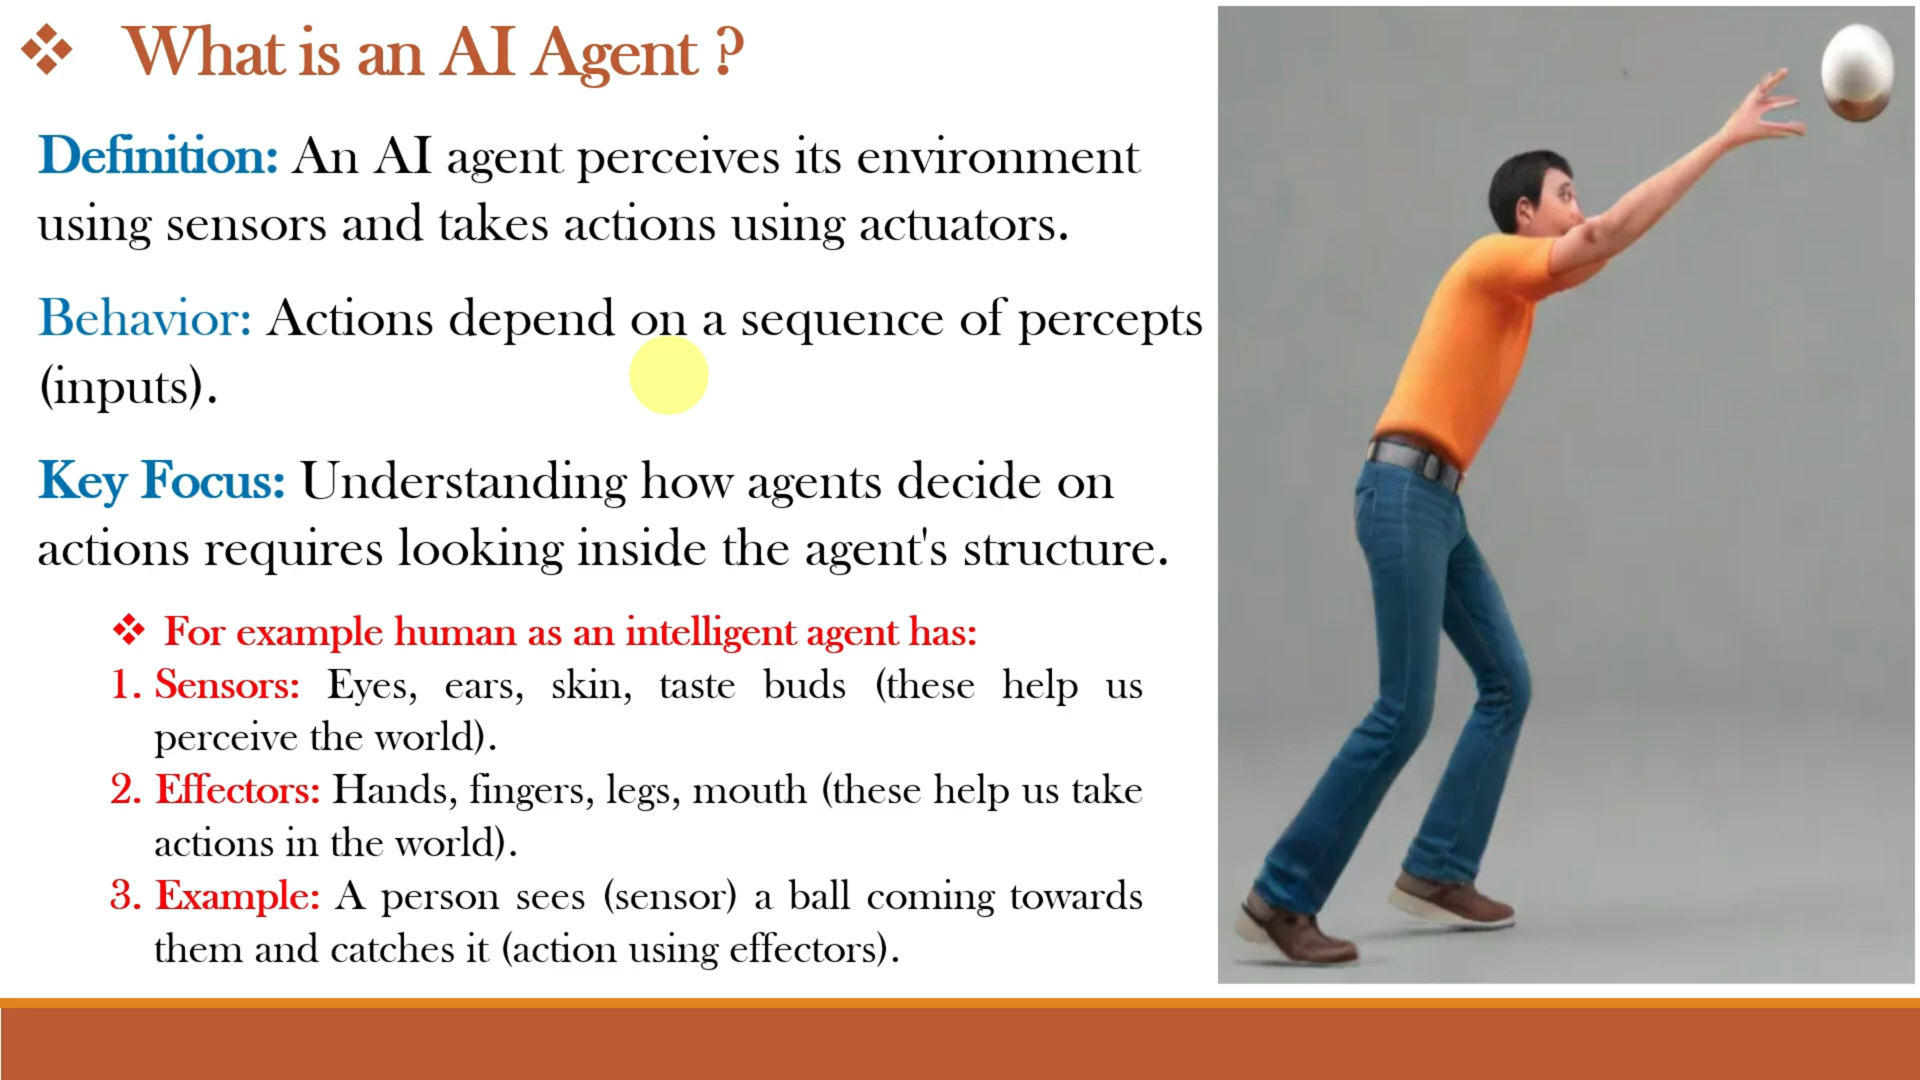 What is an AI Agent ?
Definition: An AI agent perceives its environment
using sensors and takes actions using actuators.
Behavior: Actions depend on a sequence of percepts
(inputs).
Key Focus: Understanding how agents decide on
actions requires looking inside the agent's structure.
For example human as an intelligent agent has:
1. Sensors: Eyes, ears, skin, taste buds (these help us
perceive the world).
2. Effectors: Hands, fingers, legs, mouth (these help us take
actions in the world).
3. Example: A person sees (sensor) a ball coming towards
them and catches it (action using effectors).